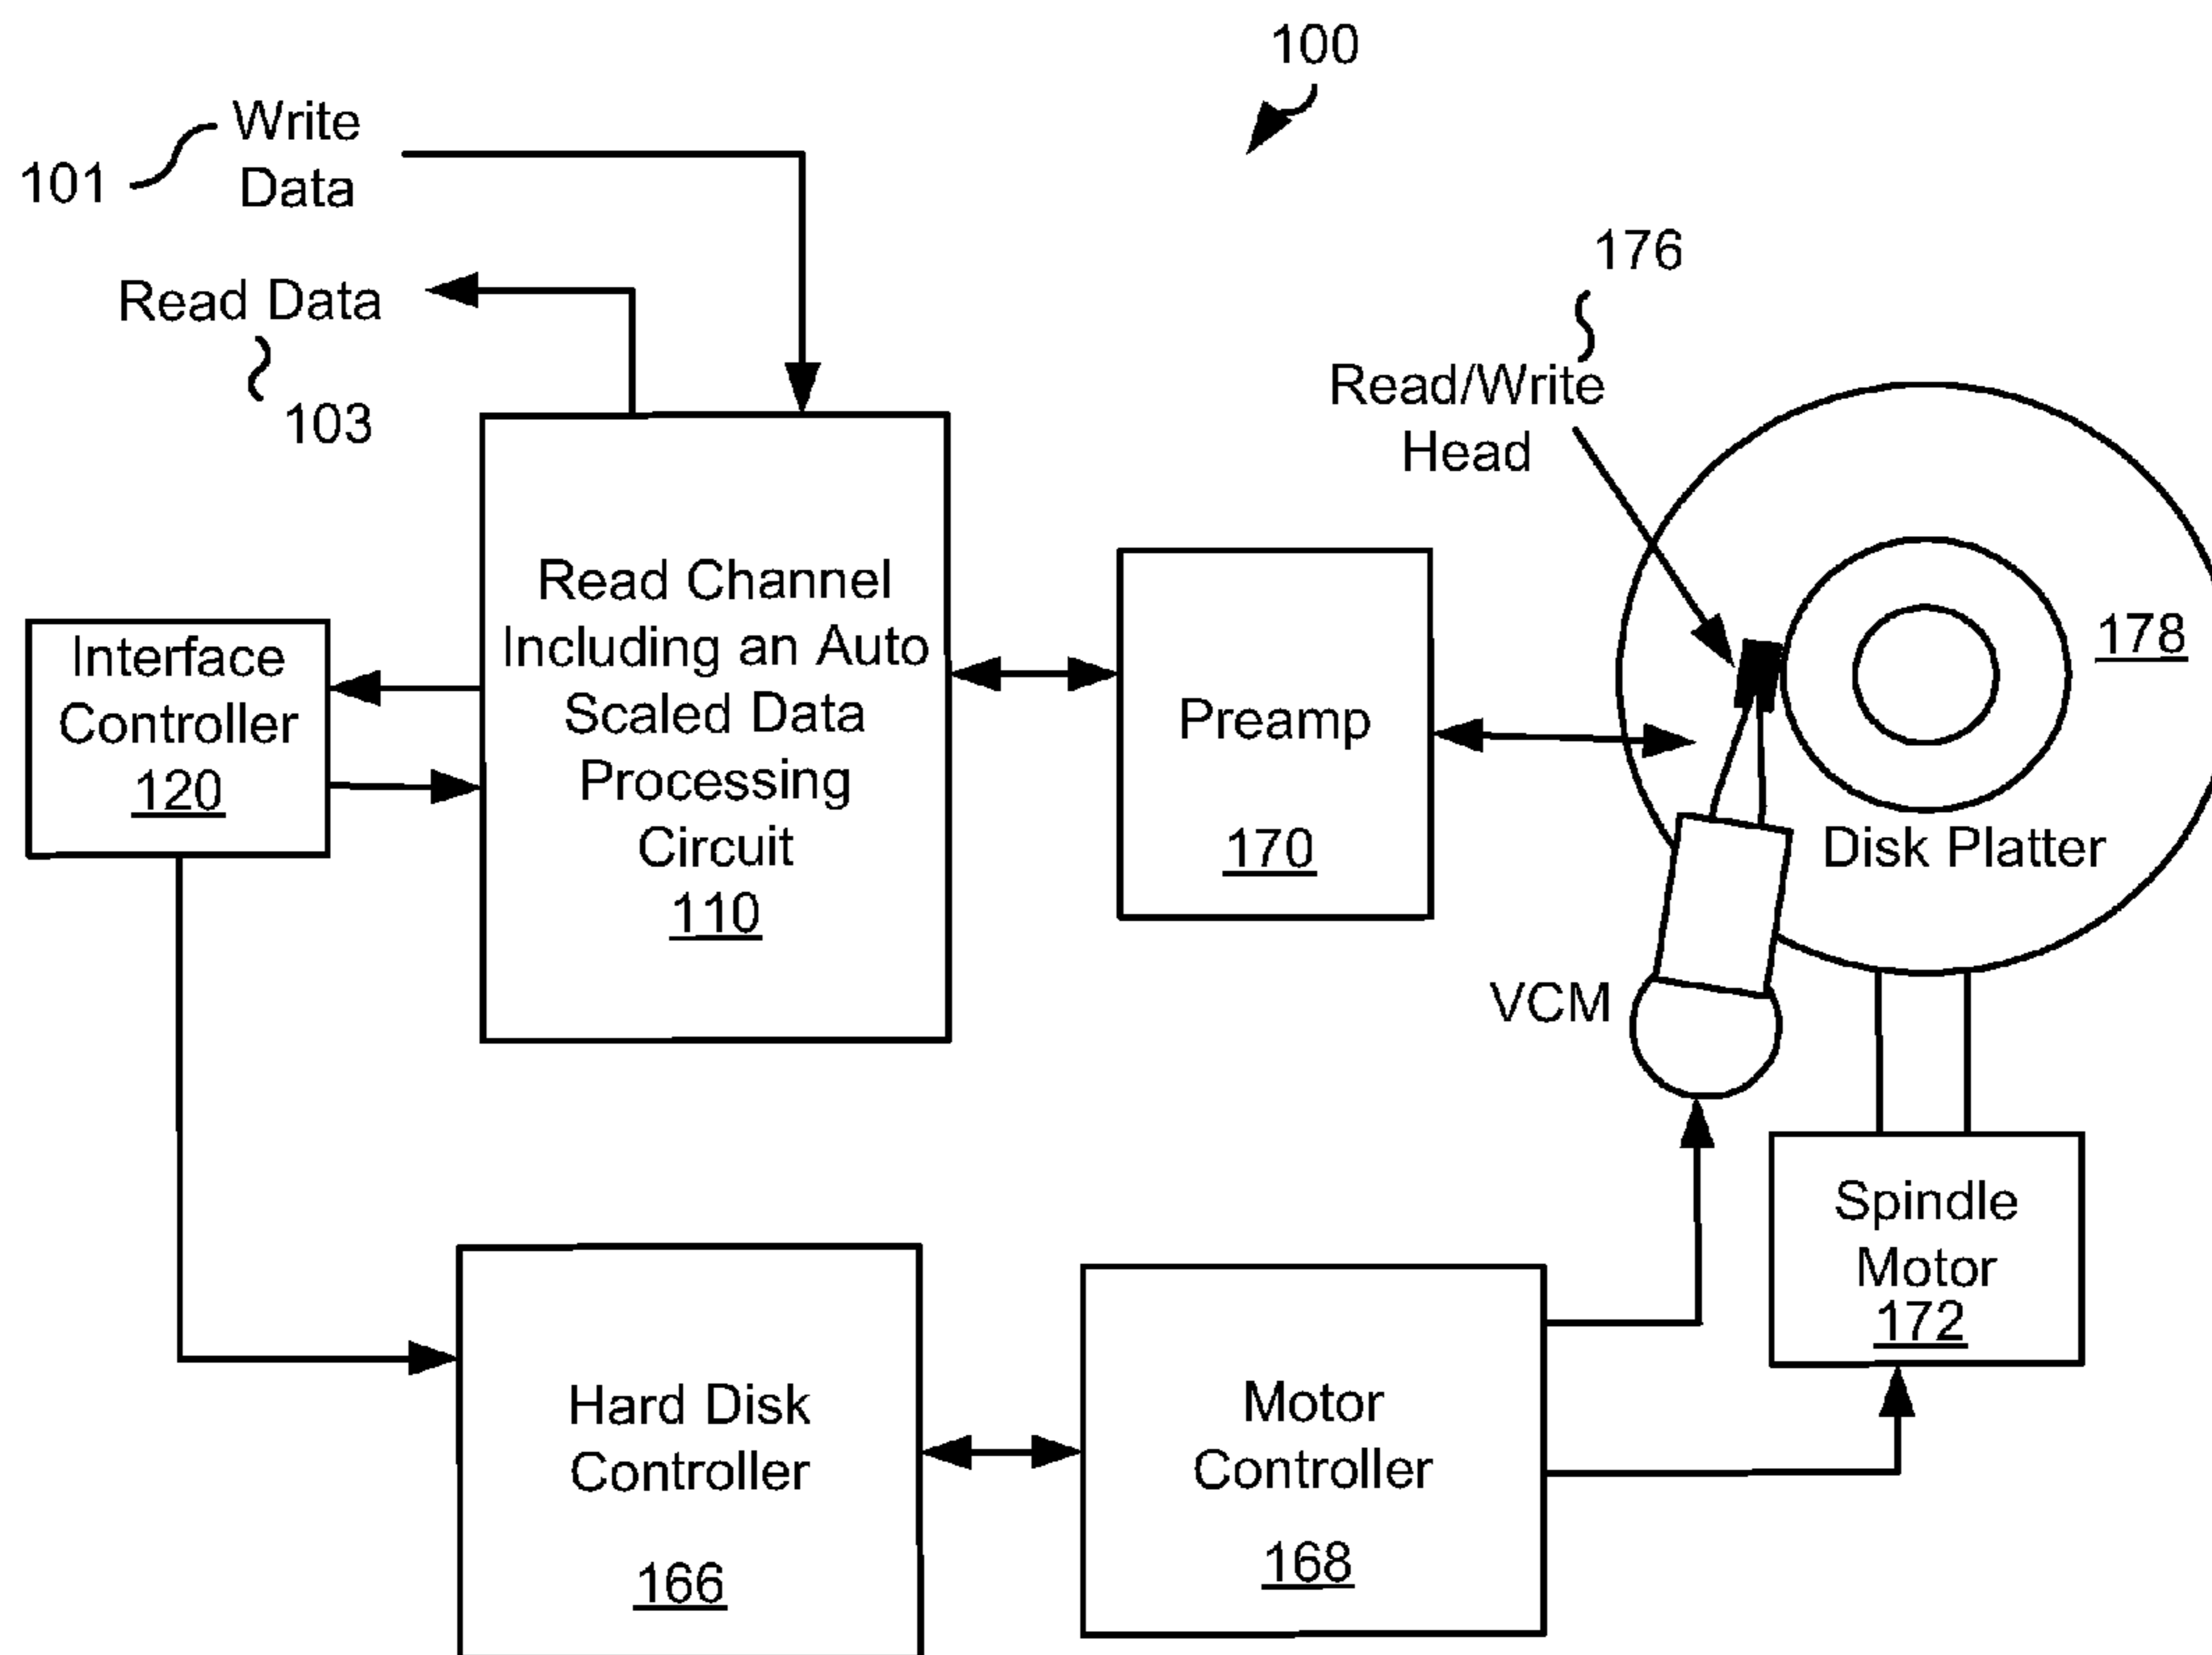 100
Write
Data
101
Read Data
103
176
Read/Write
Head
Read Channel
Including an Auto
Scaled Data
Processing
Circuit
110
Interface
Controller
120
Preamp
170
178
Disk Platter
VCM
Spindle
Motor
172
Hard Disk
Controller
166
Motor
Controller
168